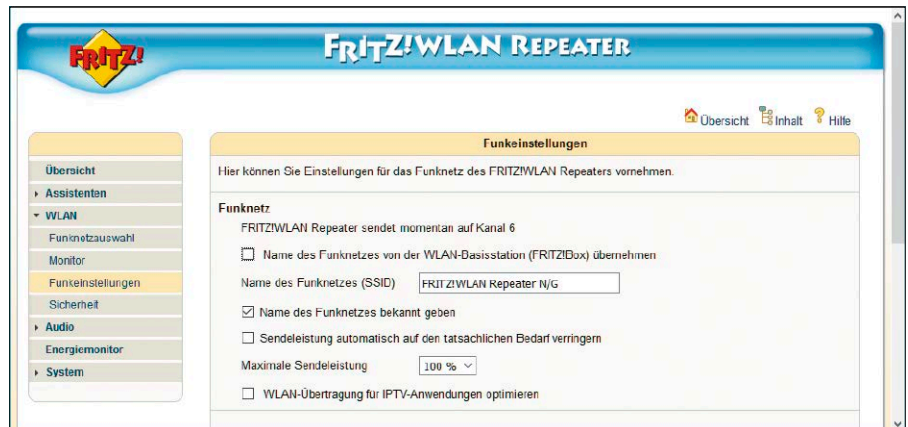 FRITZ!
FRITZ!WLAN REPEATER
Übersicht Inhalt Hilfe
Funkeinstellungen
Übersicht
Assistenten
WLAN
Funknetzauswahl
Monitor
Funkeinstellungen
Sicherheit
Audio
Energiemonitor
System
Hier können Sie Einstellungen für das Funknetz des FRITZ!WLAN Repeaters vornehmen.
Funknetz
FRITZ!WLAN Repeater sendet momentan auf Kanal 6
Name des Funknetzes von der WLAN-Basisstation (FRITZ!Box) übernehmen
Name des Funknetzes (SSID) FRITZ!WLAN Repeater N/G
Name des Funknetzes bekannt geben
Sendeleistung automatisch auf den tatsächlichen Bedarf verringern
Maximale Sendeleistung 100 %
WLAN-Übertragung für IPTV-Anwendungen optimieren